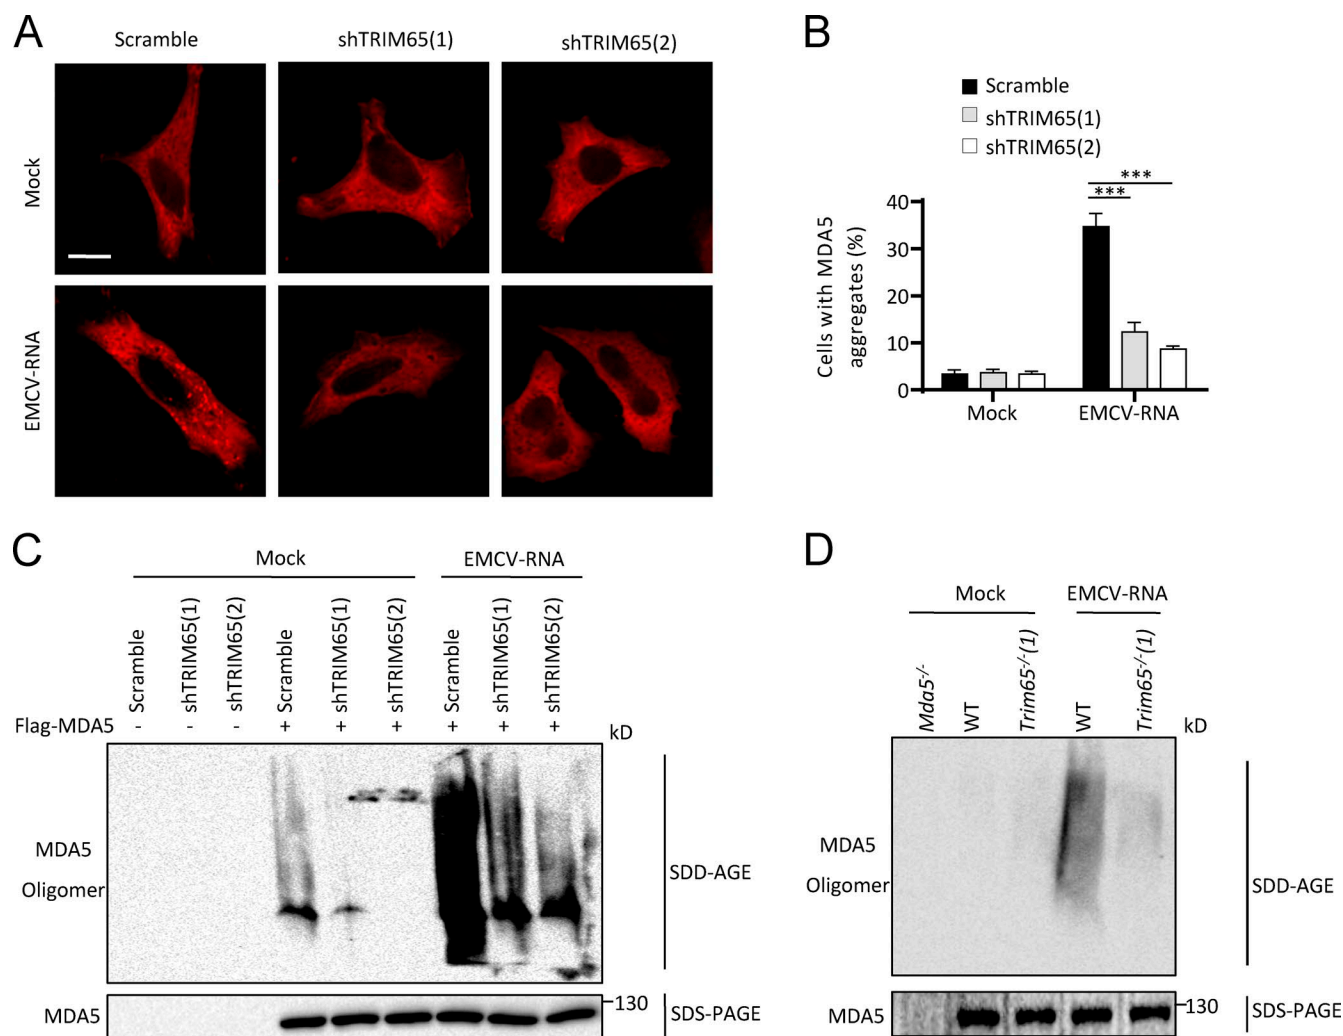 A
Scramble
shTRIM65(1)
shTRIM65(2)
Mock
EMCV-RNA
B
Scramble
shTRIM65(1)
shTRIM65(2)
***
***
Cells with MDA5
aggregates (%)
40
30
20
10
0
Mock
EMCV-RNA
C
Mock
EMCV-RNA
Scramble
shTRIM65(1)
shTRIM65(2)
Scramble
shTRIM65(1)
shTRIM65(2)
Scramble
shTRIM65(1)
shTRIM65(2)
Flag-MDA5 - - - + + + + + +
kD
MDA5
Oligomer
SDD-AGE
MDA5
130
SDS-PAGE
D
Mock
EMCV-RNA
Mda5-/-
WT
Trim65-/-(1)
WT
Trim65-/-(1)
kD
MDA5
Oligomer
SDD-AGE
MDA5
130
SDS-PAGE